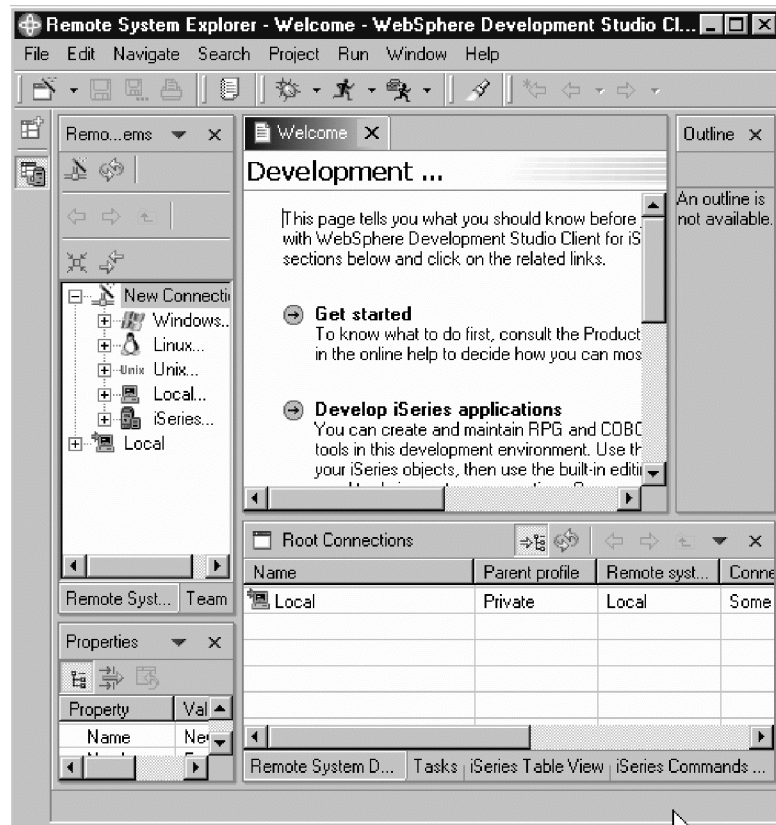 Remote System Explorer - Welcome - WebSphere Development Studio Cl...
File Edit Navigate Search Project Run Window Help
Remo...ems
New Connecti
Windows..
Linux...
Unix Unix...
Local...
iSeries...
Local
Remote Syst... Team
Properties
Property Val
Name Ne
Welcome
Development ...
This page tells you what you should know before
with WebSphere Development Studio Client for iS
sections below and click on the related links.
Get started
To know what to do first, consult the Product
in the online help to decide how you can mos
Develop iSeries applications
You can create and maintain RPG and COBO
tools in this development environment. Use th
your iSeries objects, then use the built-in editi
Outline
An outline is
not available.
Root Connections
Name Parent profile Remote syst... Conne
Local Private Local Some
Remote System D... Tasks iSeries Table View iSeries Commands ...